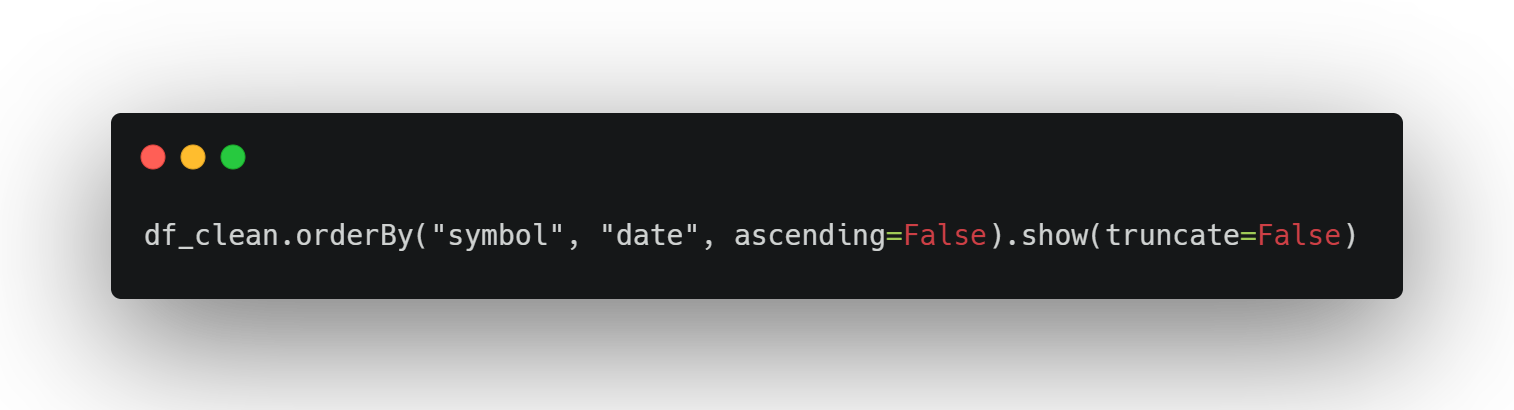 df_clean.orderBy("symbol", "date", ascending=False).show(truncate=False)